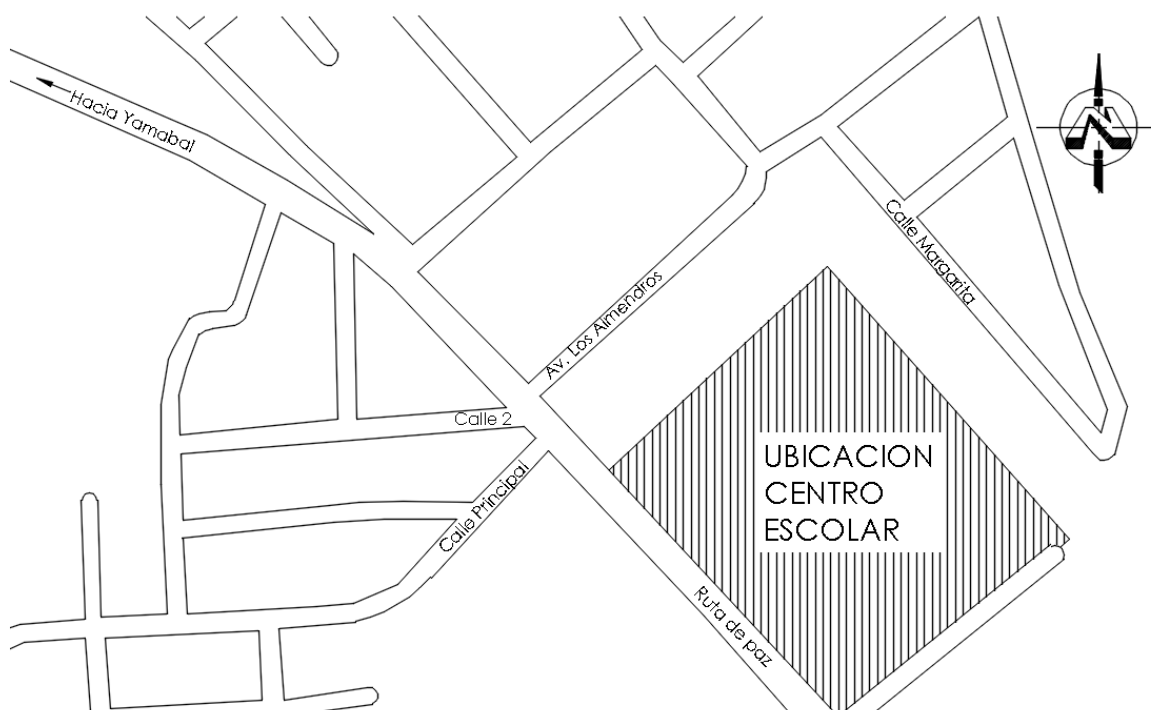 Hacia Yamabal
Calle Margarita
Av. Los Almendros
Calle 2
UBICACION
CENTRO
ESCOLAR
Calle Principal
Ruta de paz
N